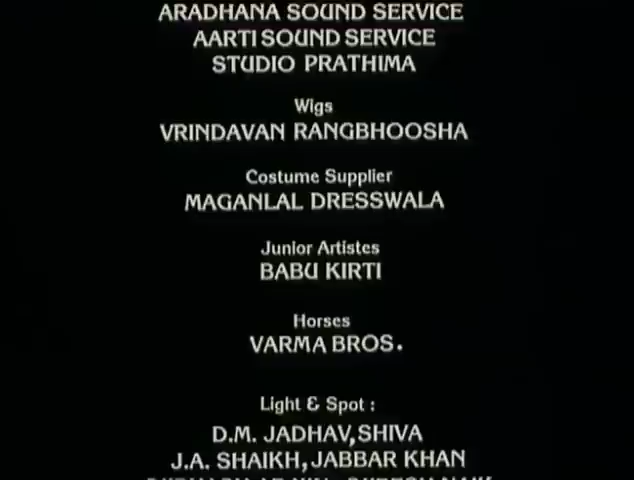 ARADHANA SOUND SERVICE
AARTI SOUND SERVICE
STUDIO PRATHIMA
Wigs
VRINDAVAN RANGBHOOSHA
Costume Supplier
MAGANLAL DRESSWALA
Junior Artistes
BABU KIRTI
Horses
VARMA BROS.
Light & Spot :
D.M. JADHAV, SHIVA
J.A. SHAIKH, JABBAR KHAN